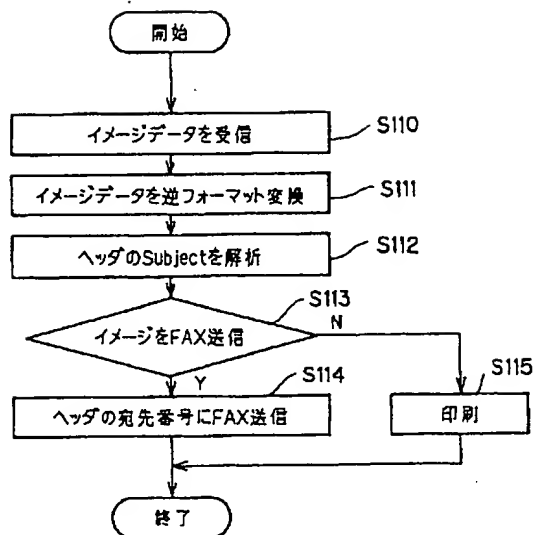 開始
イメージデータを受信
S110
イメージデータを逆フォーマット変換
S111
ヘッダのSubjectを解析
S112
イメージをFAX送信
S113
N
Y
ヘッダの宛先番号にFAX送信
S114
印刷
S115
終了